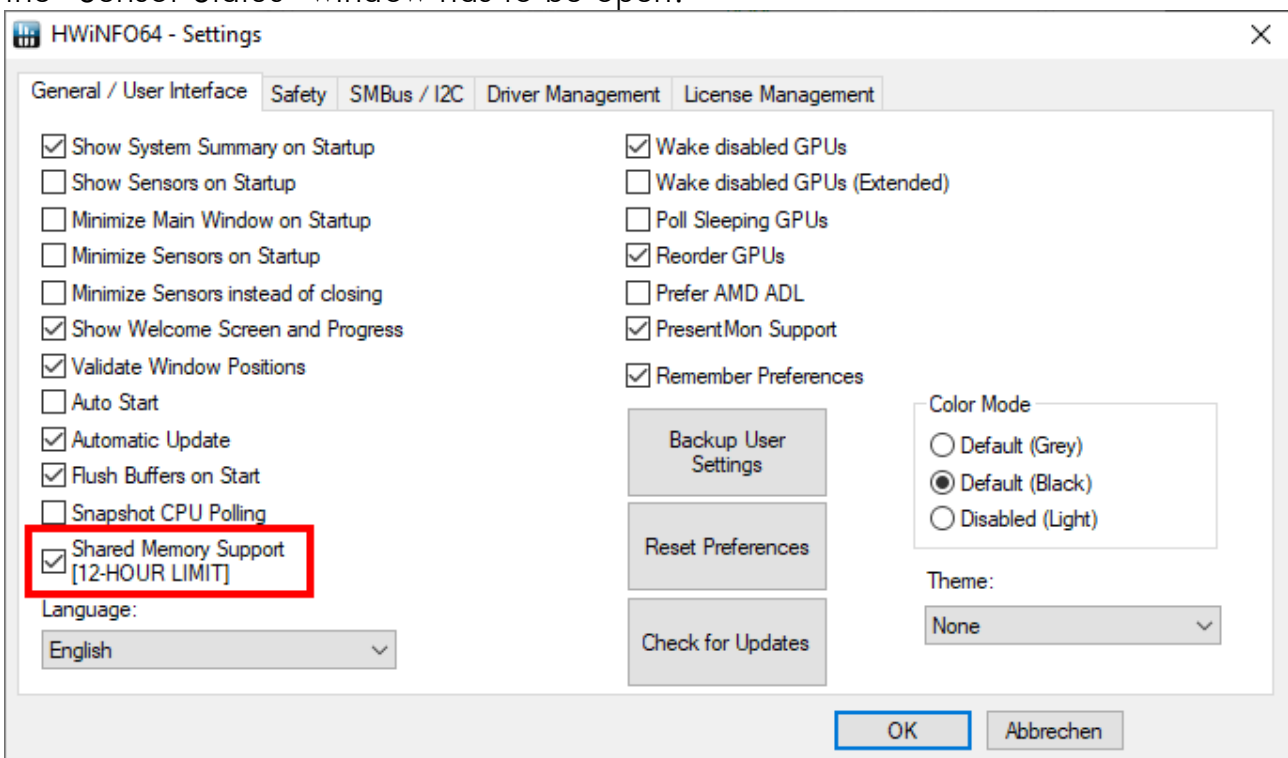 HWiNFO64 - Settings
General / User Interface
Safety
SMBus / I2C
Driver Management
License Management
Show System Summary on Startup
Show Sensors on Startup
Minimize Main Window on Startup
Minimize Sensors on Startup
Minimize Sensors instead of closing
Show Welcome Screen and Progress
Validate Window Positions
Auto Start
Automatic Update
Flush Buffers on Start
Snapshot CPU Polling
Shared Memory Support
[12-HOUR LIMIT]
Language:
English
Wake disabled GPUs
Wake disabled GPUs (Extended)
Poll Sleeping GPUs
Reorder GPUs
Prefer AMD ADL
PresentMon Support
Remember Preferences
Backup User
Settings
Reset Preferences
Check for Updates
Color Mode
Default (Grey)
Default (Black)
Disabled (Light)
Theme:
None
OK
Abbrechen